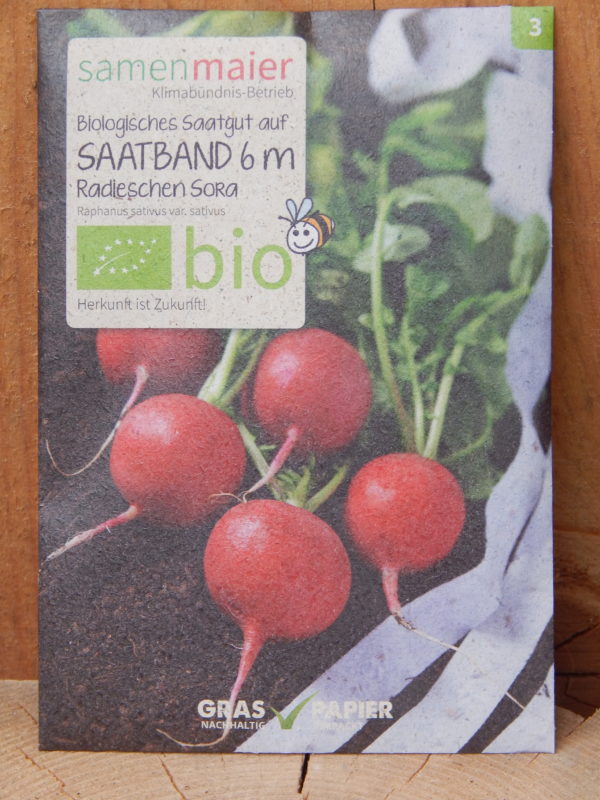 3
samenmaier
Klimabündnis-Betrieb
Biologisches Saatgut auf
SAATBAND 6 m
Radieschen Sora
Raphanus sativus var. sativus
bio
Herkunft ist Zukunft!
GRAS PAPIER
NACHHALTIG VERPACKT